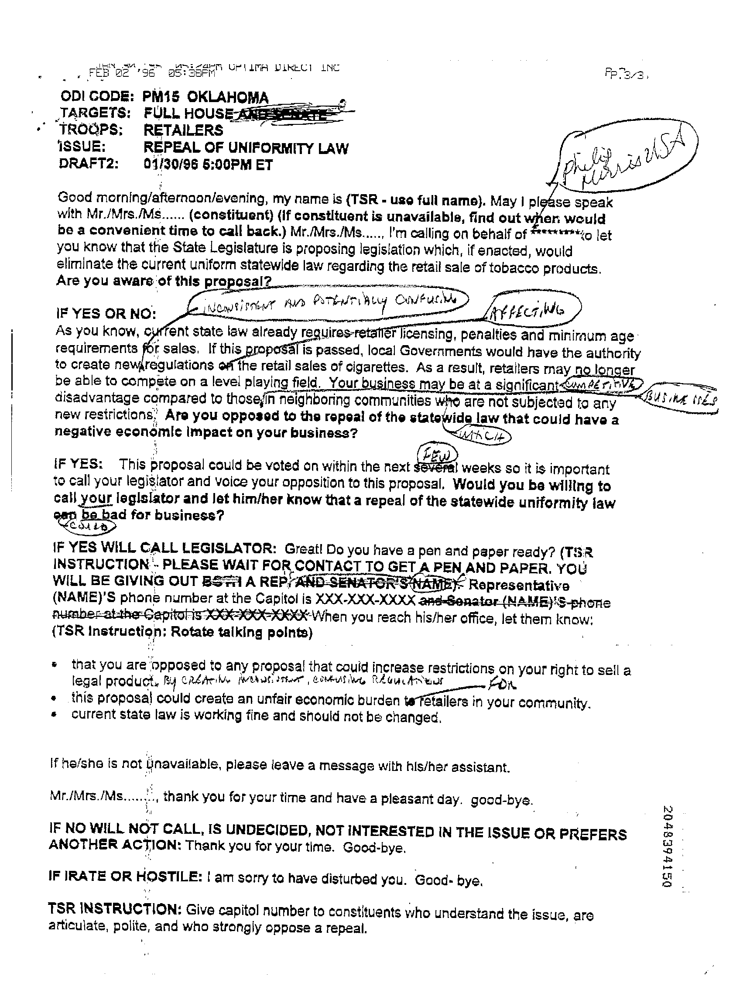 FEB 02 '96 05:38PM OPTIMA DIRECT INC
P.3/3
ODI CODE: PM15 OKLAHOMA
TARGETS: FULL HOUSE AND SENATE
TROOPS: RETAILERS
ISSUE: REPEAL OF UNIFORMITY LAW
DRAFT2: 01/30/96 5:00PM ET
Philip Morris USA
Good morning/afternoon/evening, my name is (TSR - use full name). May I please speak
with Mr./Mrs./Ms...... (constituent) (If constituent is unavailable, find out when would
be a convenient time to call back.) Mr./Mrs./Ms....., I'm calling on behalf of ********* to let
you know that the State Legislature is proposing legislation which, if enacted, would
eliminate the current uniform statewide law regarding the retail sale of tobacco products.
Are you aware of this proposal?
INCONSISTENT AND POTENTIALLY CONFUSING
AFFECTING
IF YES OR NO:
As you know, current state law already requires retailer licensing, penalties and minimum age
requirements for sales. If this proposal is passed, local Governments would have the authority
to create new regulations on the retail sales of cigarettes. As a result, retailers may no longer
be able to compete on a level playing field. Your business may be at a significant COMPETITIVE
BUSINESSES
disadvantage compared to those in neighboring communities who are not subjected to any
new restrictions. Are you opposed to the repeal of the statewide law that could have a
negative economic impact on your business?
WHICH
FEW
IF YES: This proposal could be voted on within the next several weeks so it is important
to call your legislator and voice your opposition to this proposal. Would you be willing to
call your legislator and let him/her know that a repeal of the statewide uniformity law
can be bad for business?
COULD
IF YES WILL CALL LEGISLATOR: Great! Do you have a pen and paper ready? (TSR
INSTRUCTION - PLEASE WAIT FOR CONTACT TO GET A PEN AND PAPER. YOU
WILL BE GIVING OUT BOTH A REP. AND SENATOR'S NAME). Representative
(NAME)'S phone number at the Capitol is XXX-XXX-XXXX and Senator (NAME)'S phone
number at the Capitol is XXX-XXX-XXXX When you reach his/her office, let them know:
(TSR Instruction: Rotate talking points)
• that you are opposed to any proposal that could increase restrictions on your right to sell a
legal product. BY CREATING INCONSISTENT, CONFUSING REGULATIONS
FOR
• this proposal could create an unfair economic burden to retailers in your community.
• current state law is working fine and should not be changed.
If he/she is not unavailable, please leave a message with his/her assistant.
Mr./Mrs./Ms........, thank you for your time and have a pleasant day. good-bye.
IF NO WILL NOT CALL, IS UNDECIDED, NOT INTERESTED IN THE ISSUE OR PREFERS
ANOTHER ACTION: Thank you for your time. Good-bye.
IF IRATE OR HOSTILE: I am sorry to have disturbed you. Good- bye.
TSR INSTRUCTION: Give capitol number to constituents who understand the issue, are
articulate, polite, and who strongly oppose a repeal.
2048394150